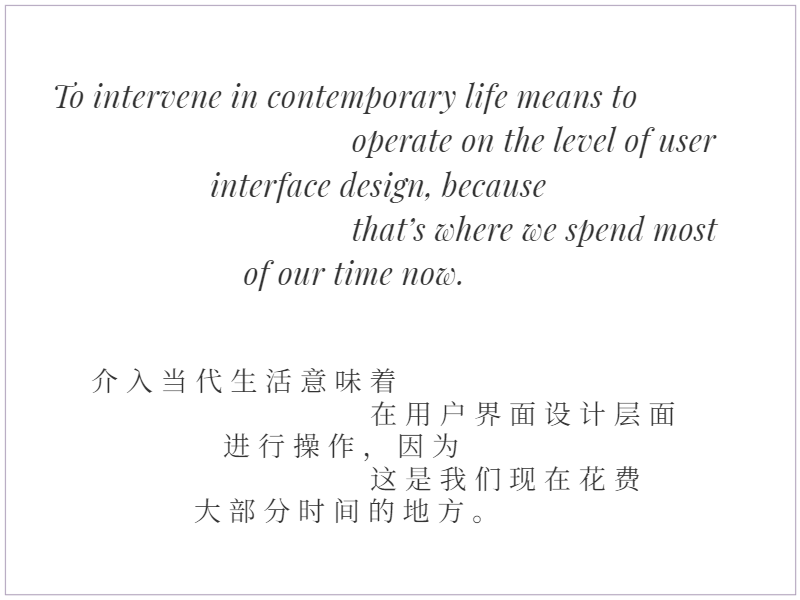 To intervene in contemporary life means to
operate on the level of user
interface design, because
that’s where we spend most
of our time now.
介入当代生活意味着
在用户界面设计层面
进行操作，因为
这是我们现在花费
大部分时间的地方。